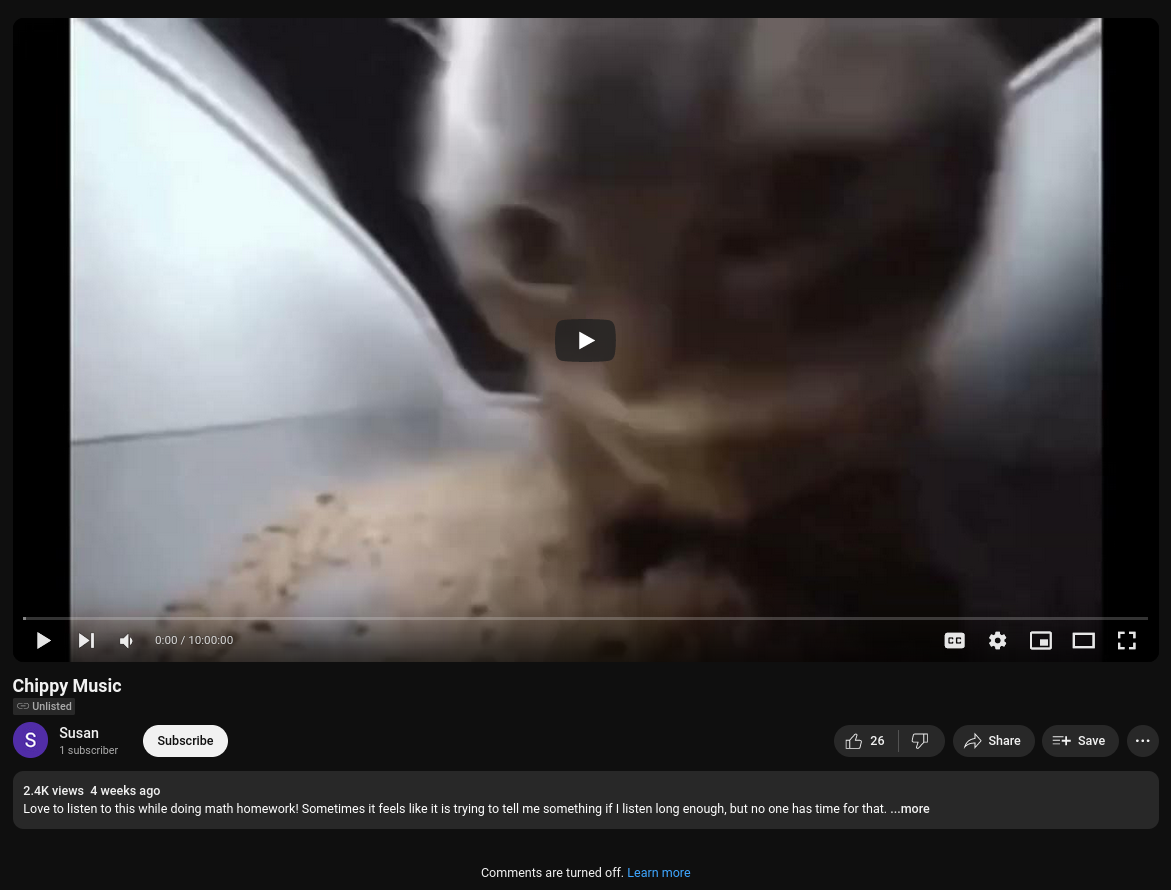 CC
0:00 / 10:00:00
Chippy Music
Unlisted
S
Susan
1 subscriber
Subscribe
26
Share
Save
2.4K views 4 weeks ago
Love to listen to this while doing math homework! Sometimes it feels like it is trying to tell me something if I listen long enough, but no one has time for that. ...more
Comments are turned off. Learn more